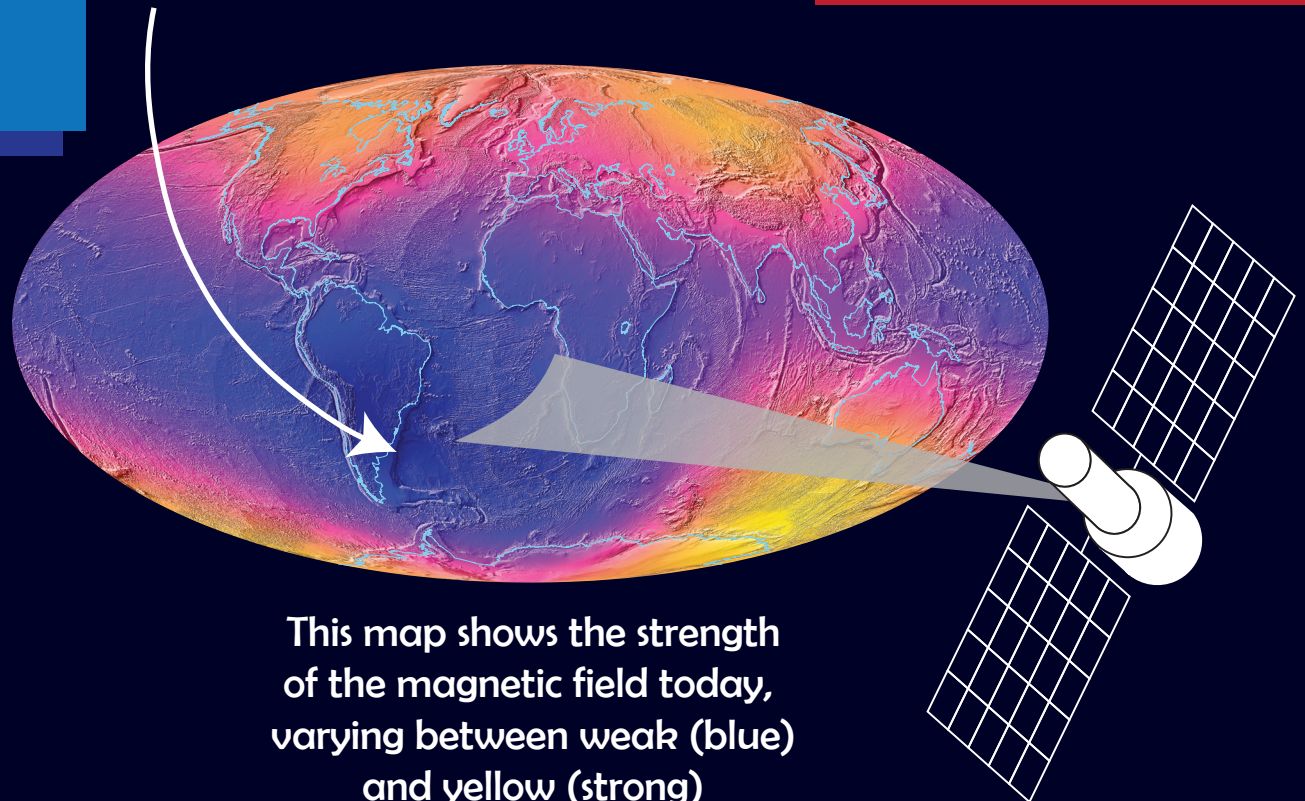 This map shows the strength
of the magnetic field today,
varying between weak (blue)
and yellow (strong)